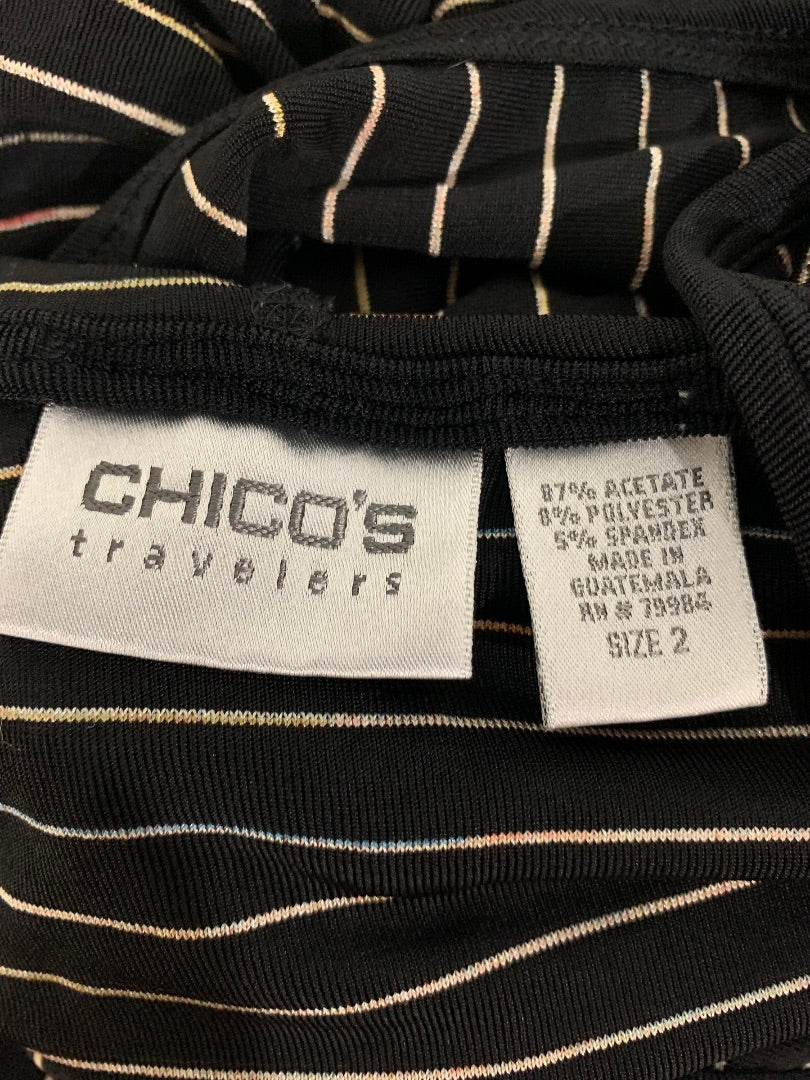 CHICO'S
travelers
87% ACETATE
8% POLYESTER
5% SPANDEX
MADE IN
GUATEMALA
RN # 79984
SIZE 2